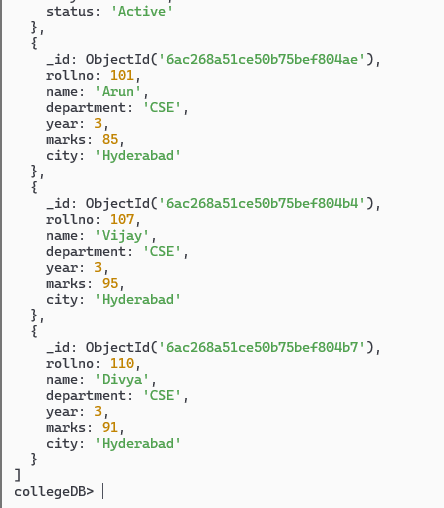 status: 'Active'
},
{
_id: ObjectId('6ac268a51ce50b75bef804ae'),
rollno: 101,
name: 'Arun',
department: 'CSE',
year: 3,
marks: 85,
city: 'Hyderabad'
},
{
_id: ObjectId('6ac268a51ce50b75bef804b4'),
rollno: 107,
name: 'Vijay',
department: 'CSE',
year: 3,
marks: 95,
city: 'Hyderabad'
},
{
_id: ObjectId('6ac268a51ce50b75bef804b7'),
rollno: 110,
name: 'Divya',
department: 'CSE',
year: 3,
marks: 91,
city: 'Hyderabad'
}
]
collegeDB>